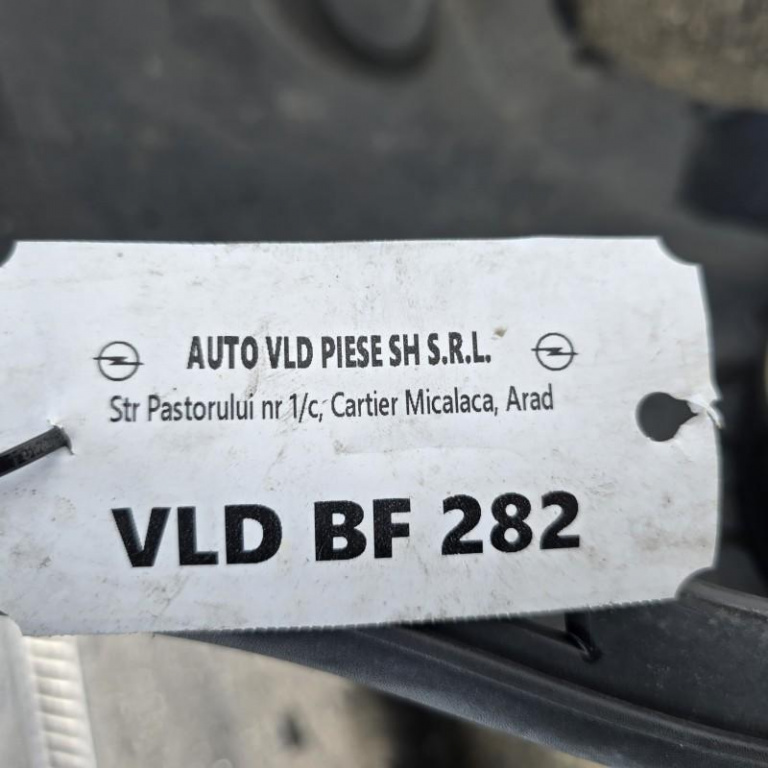 AUTO VLD PIESE SH S.R.L.
Str Pastorului nr 1/c, Cartier Micalaca, Arad
VLD BF 282